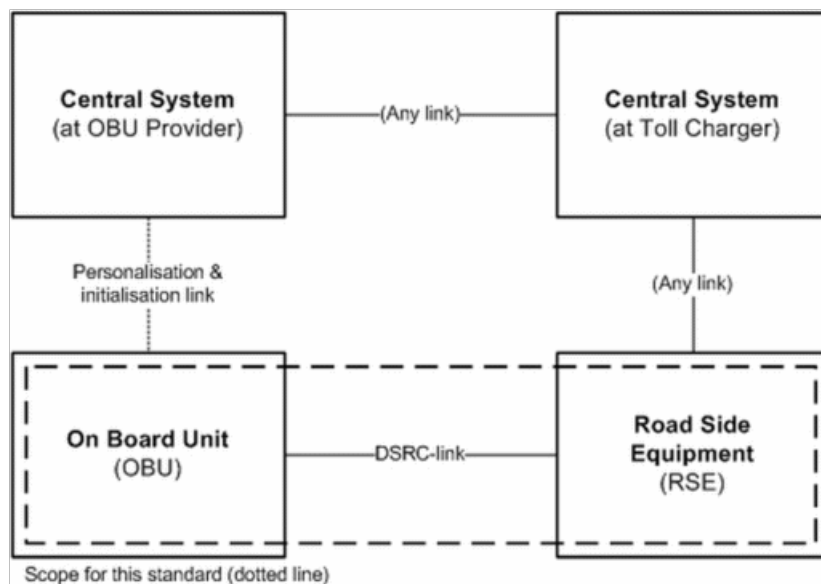 Central System
(at OBU Provider)
(Any link)
Central System
(at Toll Charger)
Personalisation &
initialisation link
(Any link)
On Board Unit
(OBU)
DSRC-link
Road Side
Equipment
(RSE)
Scope for this standard (dotted line)